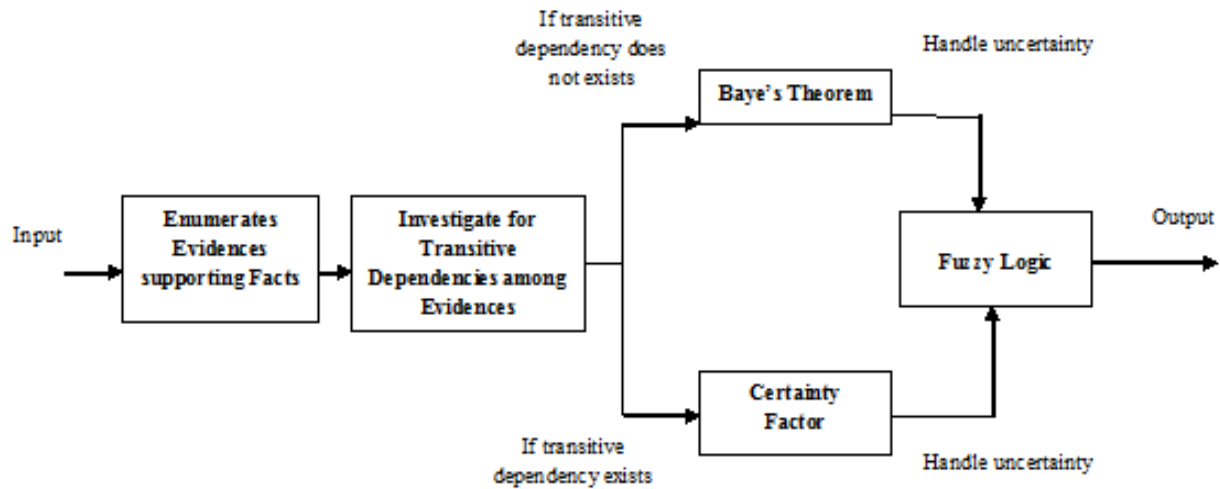 If transitive
dependency does
not exists
Handle uncertainty
Baye's Theorem
Input
Enumerates
Evidences
supporting Facts
Investigate for
Transitive
Dependencies among
Evidences
Fuzzy Logic
Output
Certainty
Factor
If transitive
dependency exists
Handle uncertainty